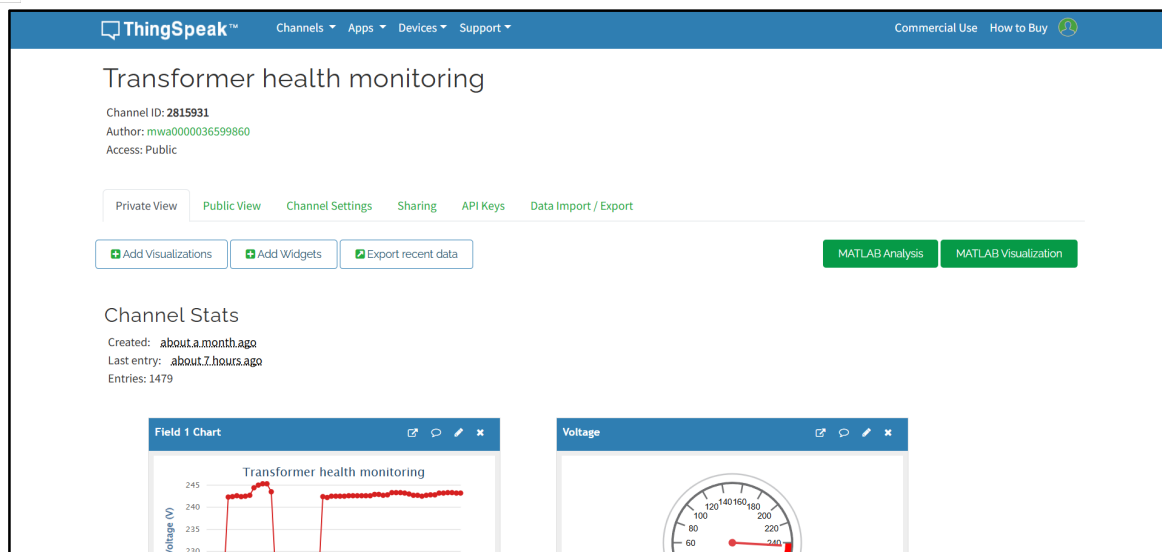 ThingSpeak™ Channels Apps Devices Support Commercial Use How to Buy
Transformer health monitoring
Channel ID: 2815931
Author: mwa0000036599860
Access: Public
Private View Public View Channel Settings Sharing API Keys Data Import / Export
Add Visualizations Add Widgets Export recent data MATLAB Analysis MATLAB Visualization
Channel Stats
Created: about a month ago
Last entry: about 7 hours ago
Entries: 1479
Field 1 Chart
Transformer health monitoring
245
240
235
230
Voltage (V)
Voltage
60
80
100
120
140
160
180
200
220
240